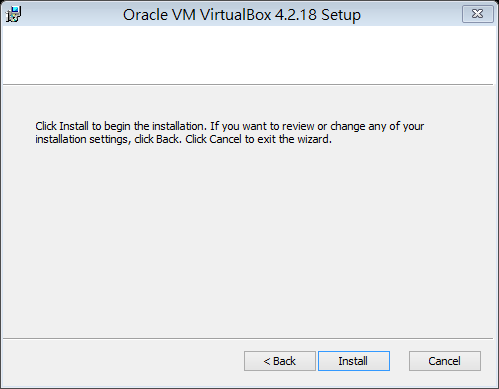 Oracle VM VirtualBox 4.2.18 Setup
Click Install to begin the installation. If you want to review or change any of your
installation settings, click Back. Click Cancel to exit the wizard.
< Back
Install
Cancel